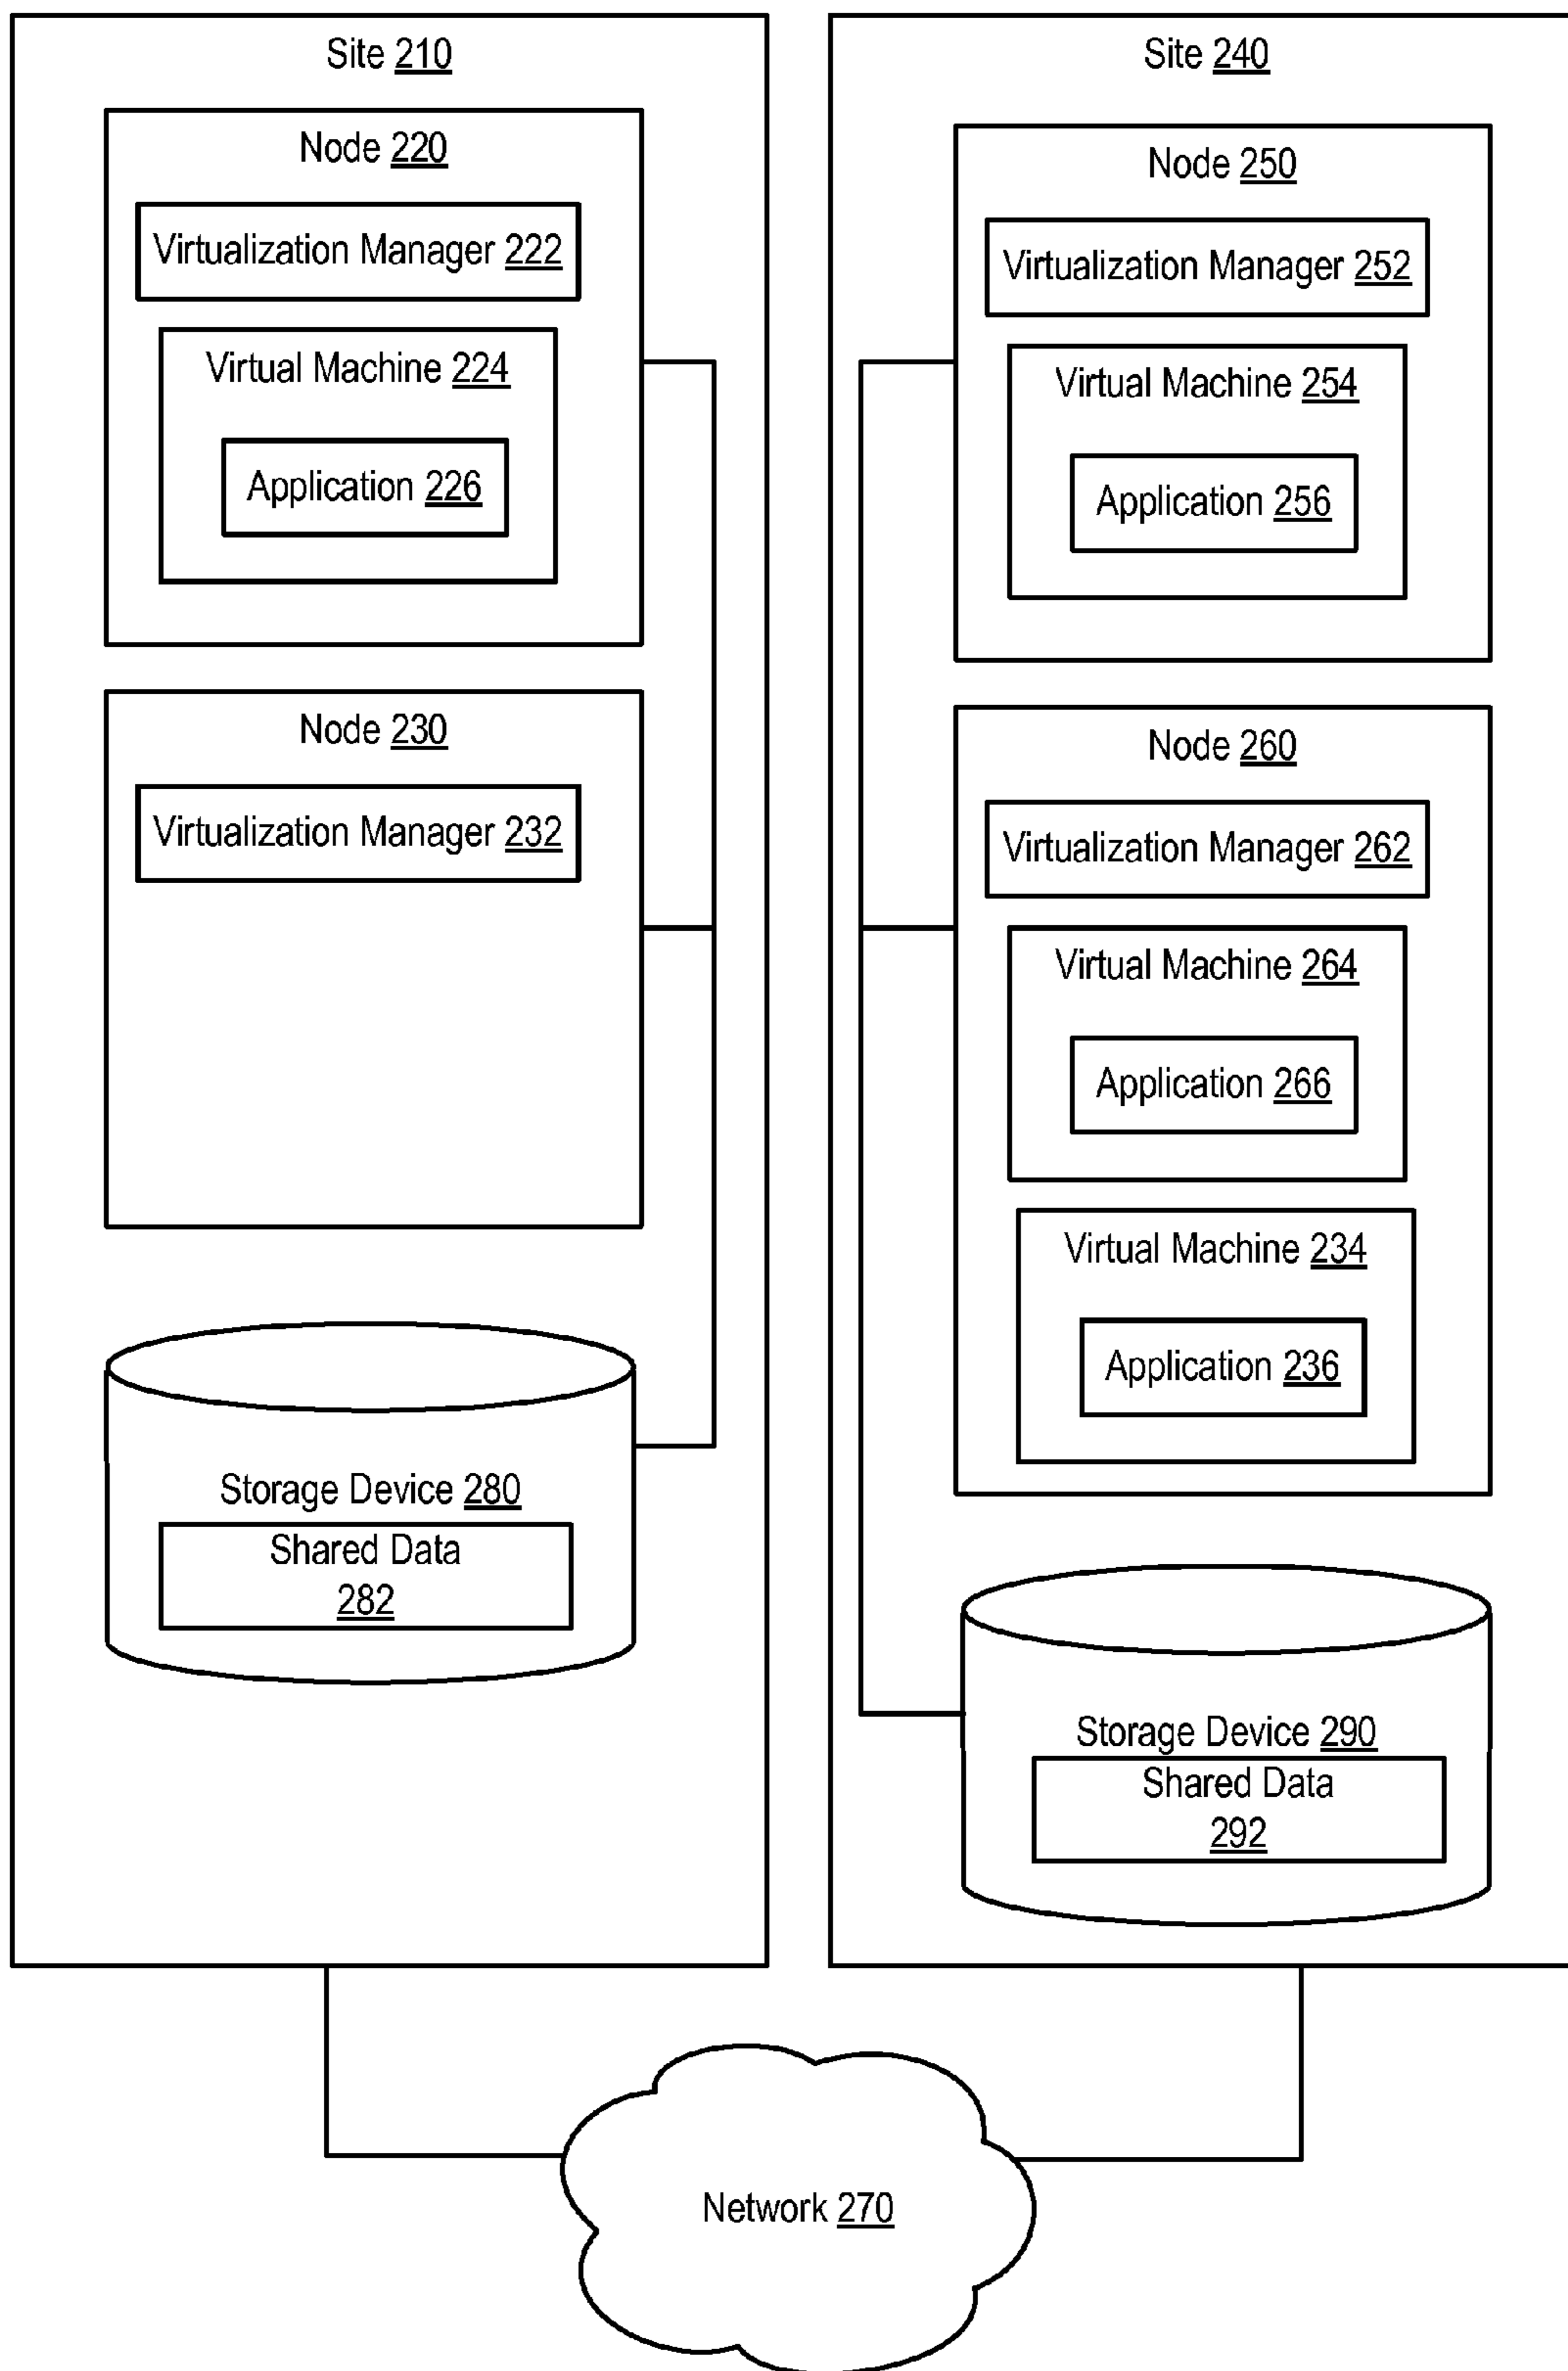 Site 210
Node 220
Virtualization Manager 222
Virtual Machine 224
Application 226
Node 230
Virtualization Manager 232
Storage Device 280
Shared Data
282
Site 240
Node 250
Virtualization Manager 252
Virtual Machine 254
Application 256
Node 260
Virtualization Manager 262
Virtual Machine 264
Application 266
Virtual Machine 234
Application 236
Storage Device 290
Shared Data
292
Network 270